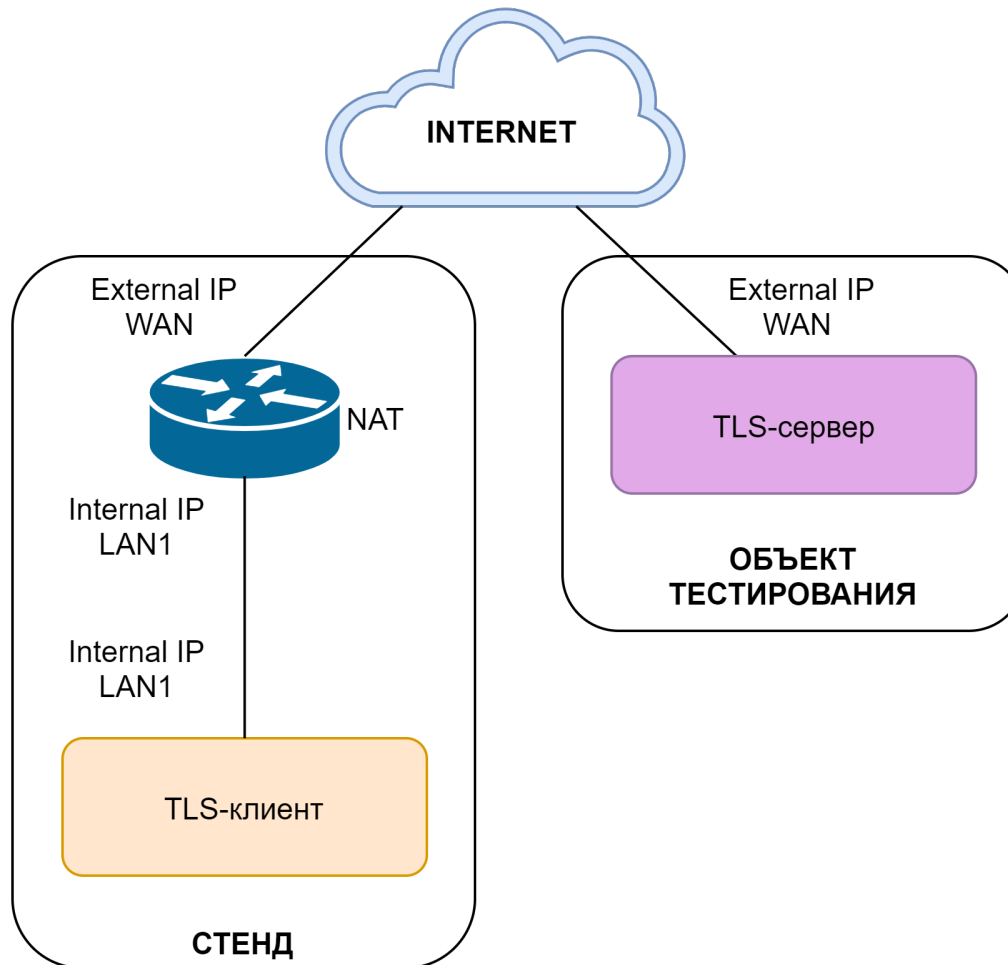 INTERNET
External IP
WAN
External IP
WAN
NAT
TLS-сервер
Internal IP
LAN1
ОБЪЕКТ
ТЕСТИРОВАНИЯ
Internal IP
LAN1
TLS-клиент
СТЕНД